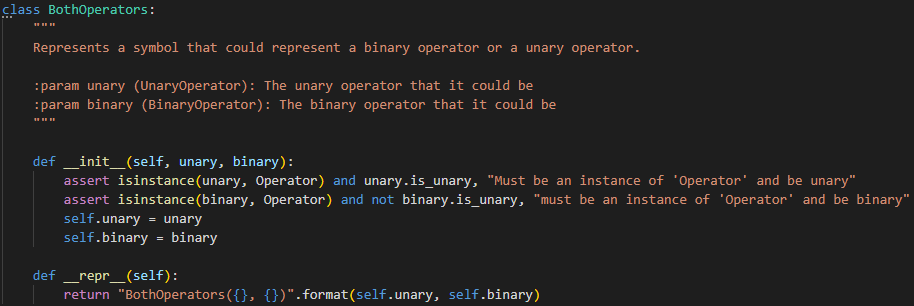 class BothOperators:
    """
    Represents a symbol that could represent a binary operator or a unary operator.

    :param unary (UnaryOperator): The unary operator that it could be
    :param binary (BinaryOperator): The binary operator that it could be
    """

    def __init__(self, unary, binary):
        assert isinstance(unary, Operator) and unary.is_unary, "Must be an instance of 'Operator' and be unary"
        assert isinstance(binary, Operator) and not binary.is_unary, "must be an instance of 'Operator' and be binary"
        self.unary = unary
        self.binary = binary

    def __repr__(self):
        return "BothOperators({}, {})".format(self.unary, self.binary)